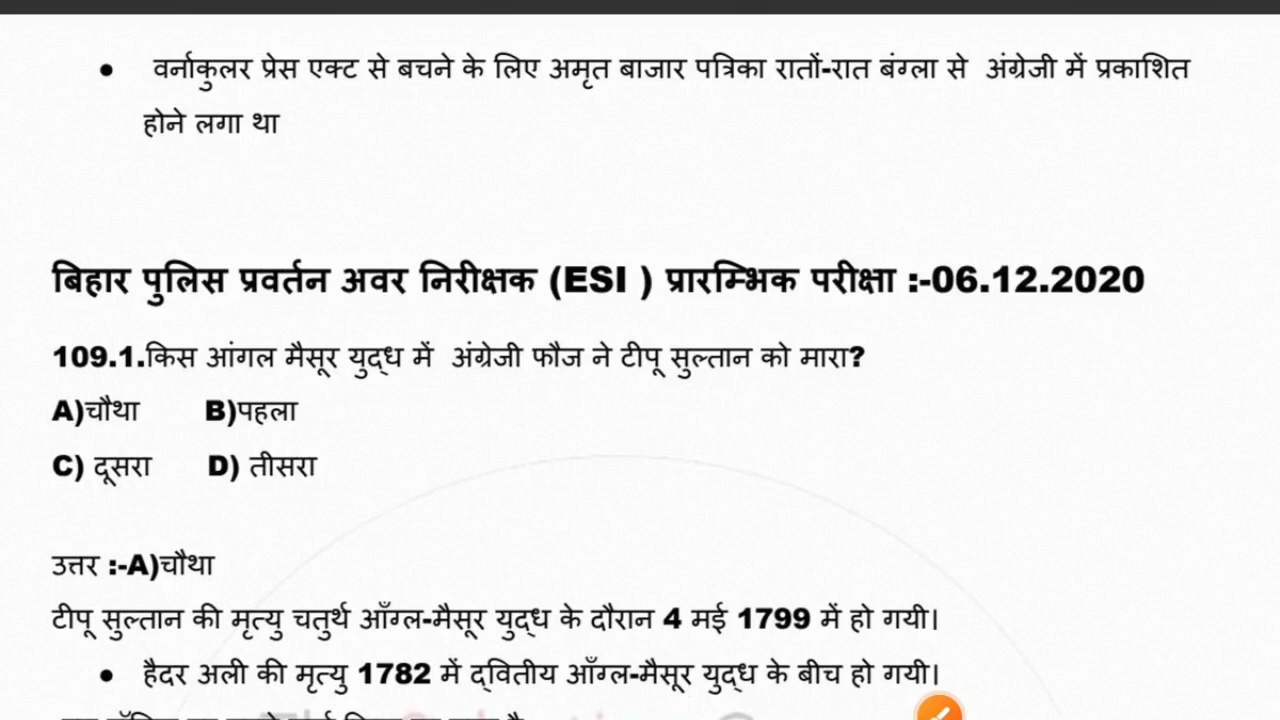 ● वर्नाकुलर प्रेस एक्ट से बचने के लिए अमृत बाजार पत्रिका रातों-रात बंग्ला से अंग्रेजी में प्रकाशित
होने लगा था
बिहार पुलिस प्रवर्तन अवर निरीक्षक (ESI ) प्रारम्भिक परीक्षा :-06.12.2020
109.1.किस आंगल मैसूर युद्ध में अंग्रेजी फौज ने टीपू सुल्तान को मारा?
A)चौथा B)पहला
C) दूसरा D) तीसरा
उत्तर :-A)चौथा
टीपू सुल्तान की मृत्यु चतुर्थ आँग्ल-मैसूर युद्ध के दौरान 4 मई 1799 में हो गयी।
● हैदर अली की मृत्यु 1782 में द्वितीय आँग्ल-मैसूर युद्ध के बीच हो गयी।